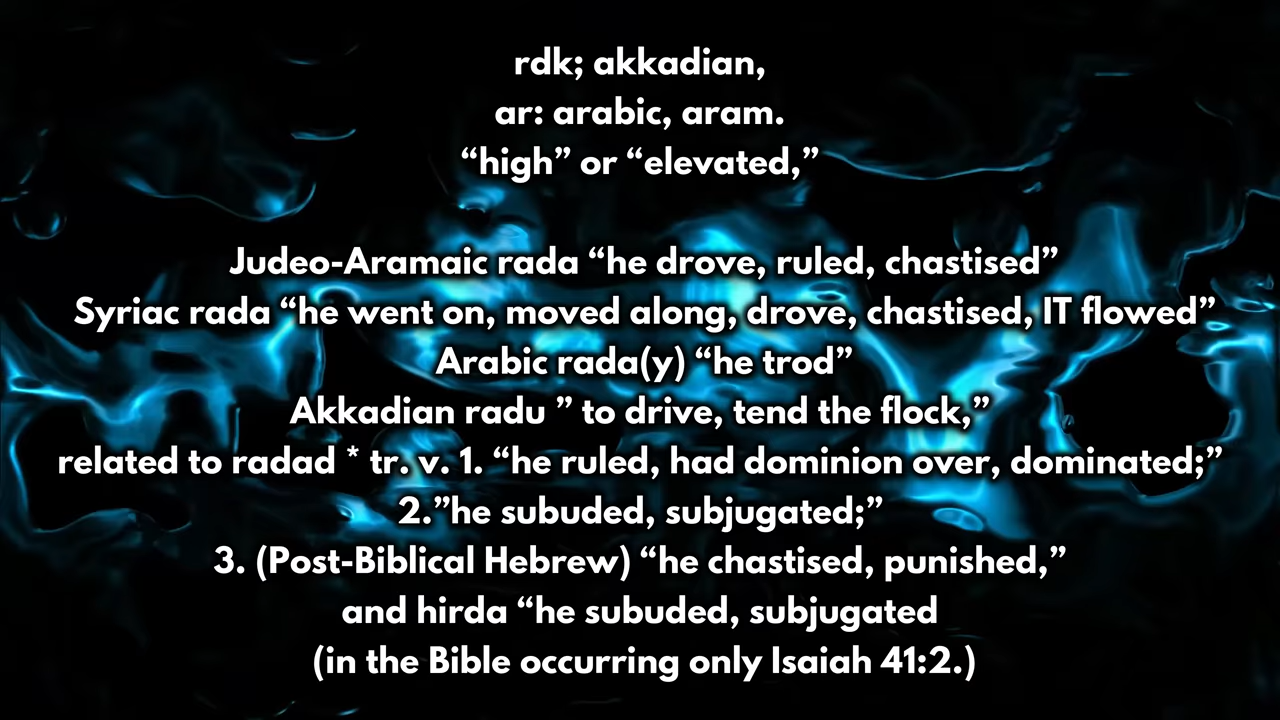 rdk; akkadian,
ar: arabic, aram.
“high” or “elevated,”
Judeo-Aramaic rada “he drove, ruled, chastised”
Syriac rada “he went on, moved along, drove, chastised, IT flowed”
Arabic rada(y) “he trod”
Akkadian radu ” to drive, tend the flock,”
related to radad * tr. v. 1. “he ruled, had dominion over, dominated;”
2.”he subuded, subjugated;”
3. (Post-Biblical Hebrew) “he chastised, punished,”
and hirda “he subuded, subjugated
(in the Bible occurring only Isaiah 41:2.)